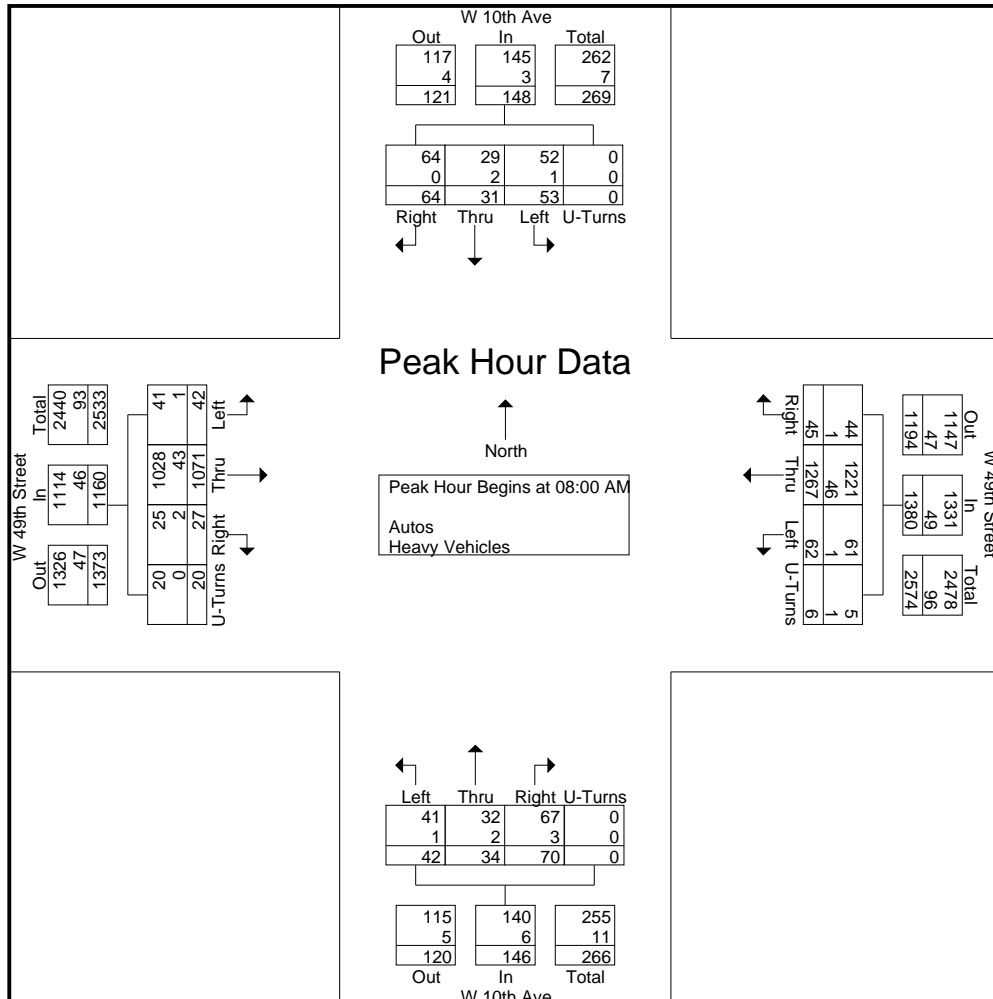 W 10th Ave
Out In Total
117 145 262
4 3 7
121 148 269
64 29 52 0
0 2 1 0
64 31 53 0
Right Thru Left U-Turns
Peak Hour Data
North
Peak Hour Begins at 08:00 AM
Autos
Heavy Vehicles
W 49th Street
Out In Total
1326 1114 2440
47 46 93
1373 1160 2533
U-Turns Right Thru Left
20 25 1028 41
0 2 43 1
20 27 1071 42
W 49th Street
Out In Total
1147 1331 2478
47 49 96
1194 1380 2574
44 1221 61 5
1 46 1 1
45 1267 62 6
Right Thru Left U-Turns
Left Thru Right U-Turns
41 32 67 0
1 2 3 0
42 34 70 0
115 140 255
5 6 11
120 146 266
Out In Total
W 10th Ave